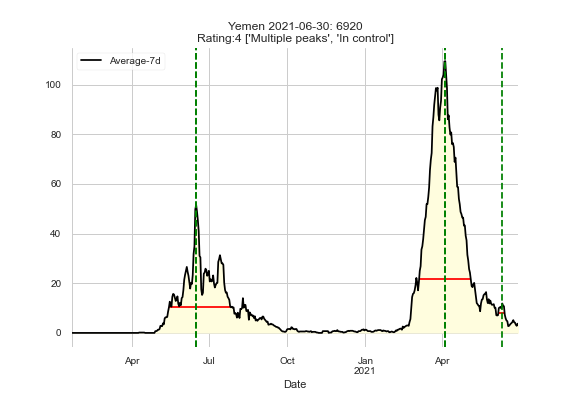 Yemen 2021-06-30: 6920
Rating:4 ['Multiple peaks', 'In control']
Average-7d
100
80
60
40
20
0
Apr
Jul
Oct
Jan
2021
Apr
Date